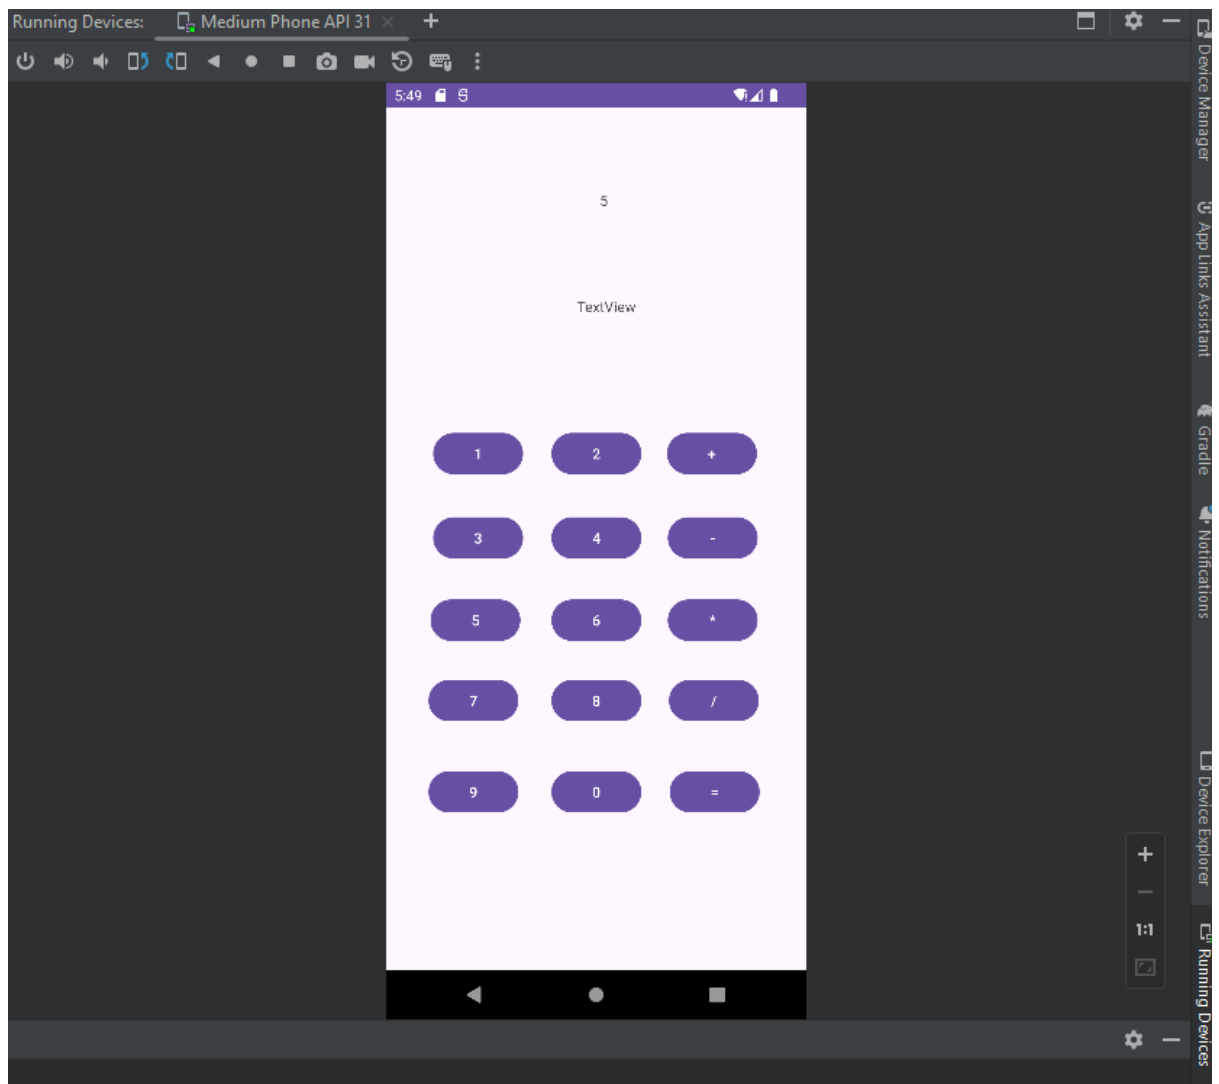 Running Devices: Medium Phone API 31
5:49
5
TextView
1 2 +
3 4 -
5 6 *
7 8 /
9 0 =
1:1
Device Manager
App Links Assistant
Gradle
Notifications
Device Explorer
Running Devices